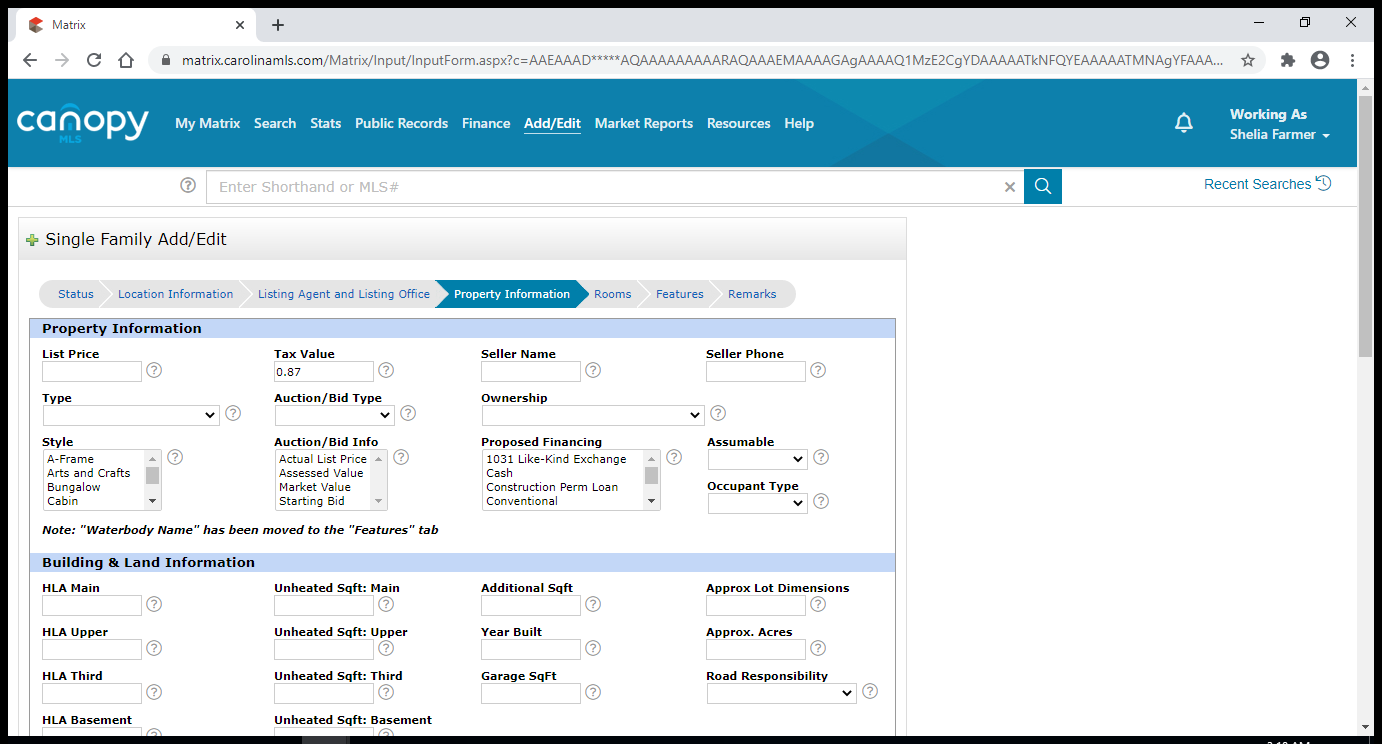 Matrix
matrix.carolinamls.com/Matrix/Input/InputForm.aspx?c=AAEAAAD*****AQAAAAAAAAARAQAAAEMAAAAGAgAAAAQ1MzE2CgYDAAAAATkNFQYEAAAAATMNAgYFAAA...
canopy
MLS
My Matrix Search Stats Public Records Finance Add/Edit Market Reports Resources Help
Working As
Shelia Farmer
Enter Shorthand or MLS#
Recent Searches
Single Family Add/Edit
Status Location Information Listing Agent and Listing Office Property Information Rooms Features Remarks
Property Information
List Price Tax Value Seller Name Seller Phone
0.87
Type Auction/Bid Type Ownership
Style Auction/Bid Info Proposed Financing Assumable
A-Frame Actual List Price 1031 Like-Kind Exchange
Arts and Crafts Assessed Value Cash
Bungalow Market Value Construction Perm Loan Occupant Type
Cabin Starting Bid Conventional
Note: "Waterbody Name" has been moved to the "Features" tab
Building & Land Information
HLA Main Unheated Sqft: Main Additional Sqft Approx Lot Dimensions
HLA Upper Unheated Sqft: Upper Year Built Approx. Acres
HLA Third Unheated Sqft: Third Garage SqFt Road Responsibility
HLA Basement Unheated Sqft: Basement